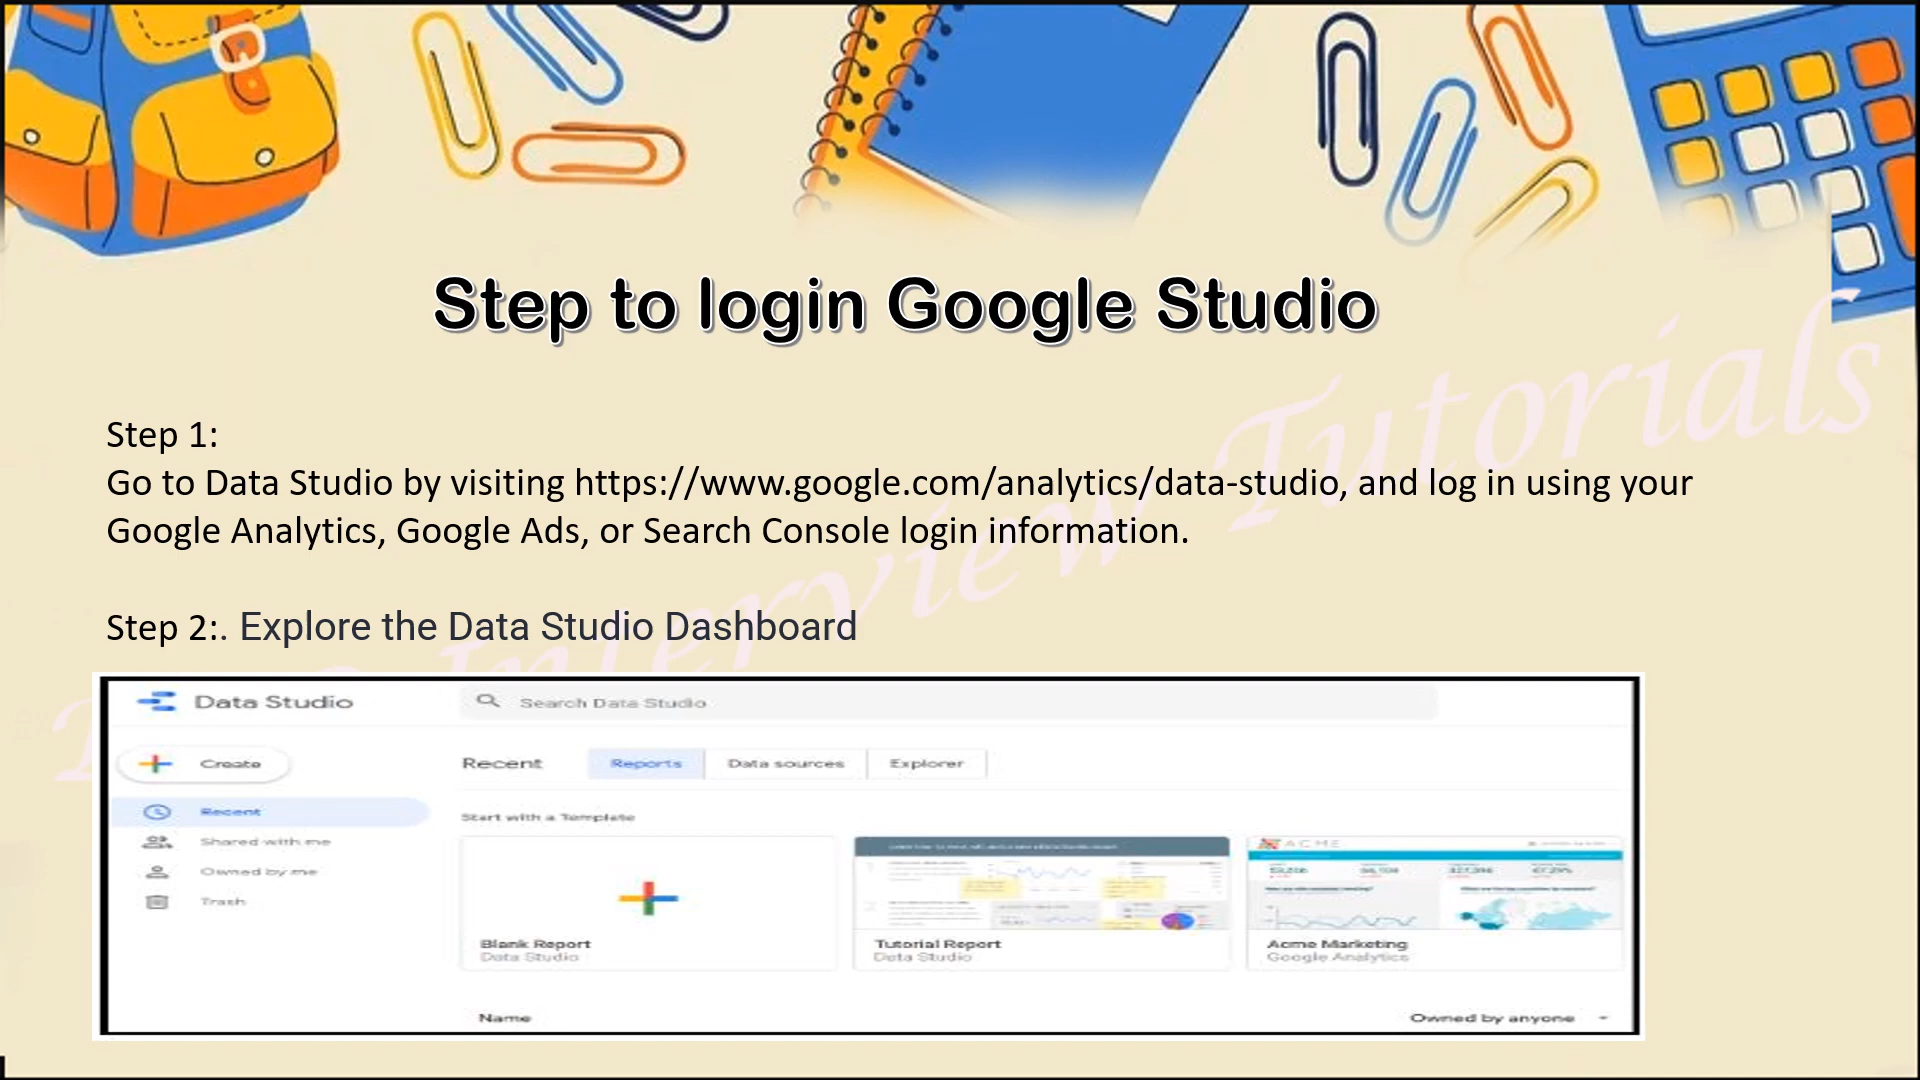 Step to login Google Studio
Step 1:
Go to Data Studio by visiting https://www.google.com/analytics/data-studio, and log in using your
Google Analytics, Google Ads, or Search Console login information.
Step 2:. Explore the Data Studio Dashboard
Interview Tutorials
Data Studio
Search Data Studio
Create
Recent
Reports
Data sources
Explorer
Recent
Shared with me
Owned by me
Trash
Start with a Template
Blank Report
Data Studio
Tutorial Report
Data Studio
ACME
Acme Marketing
Google Analytics
Name
Owned by anyone